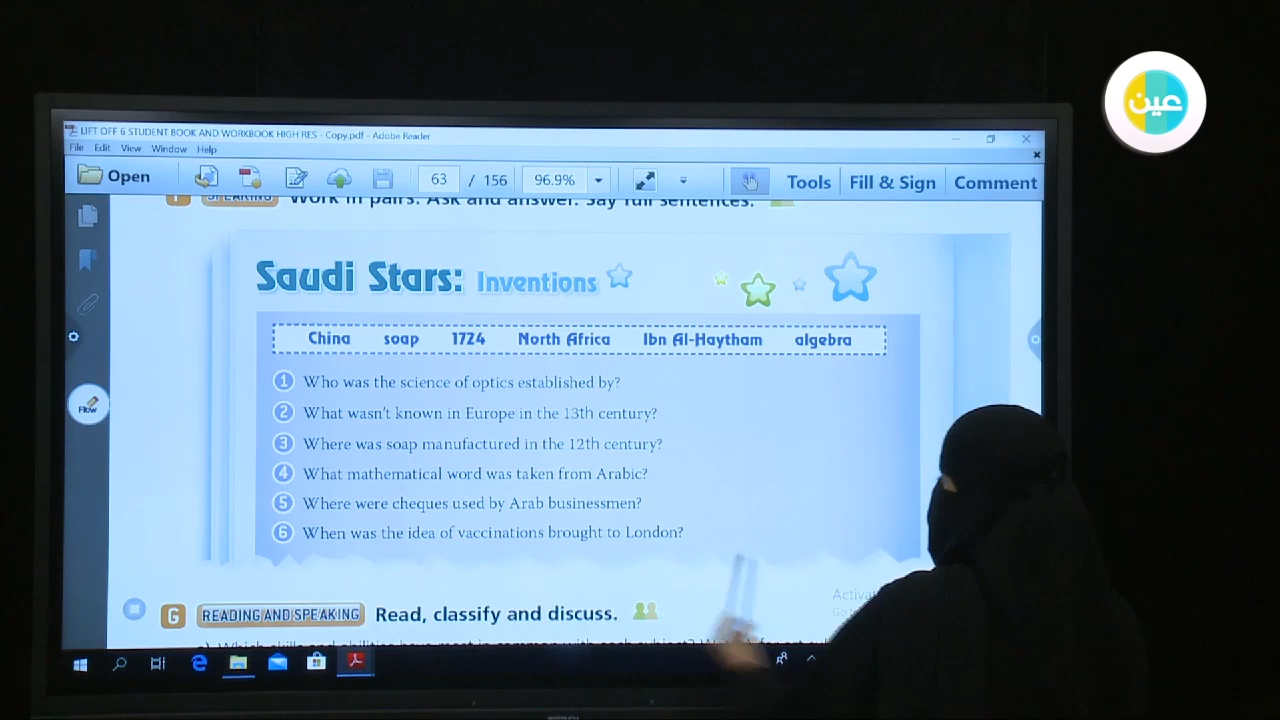 عين
LIFT OFF 6 STUDENT BOOK AND WORKBOOK HIGH RES - Copy.pdf - Adobe Reader
File Edit View Window Help
Open 63 / 156 96.9% Tools Fill & Sign Comment
SPEAKING Work in pairs. Ask and answer. Say full sentences.
Saudi Stars: Inventions
China soap 1724 North Africa Ibn Al-Haytham algebra
1 Who was the science of optics established by?
2 What wasn't known in Europe in the 13th century?
3 Where was soap manufactured in the 12th century?
4 What mathematical word was taken from Arabic?
5 Where were cheques used by Arab businessmen?
6 When was the idea of vaccinations brought to London?
Flow
G READING AND SPEAKING Read, classify and discuss.